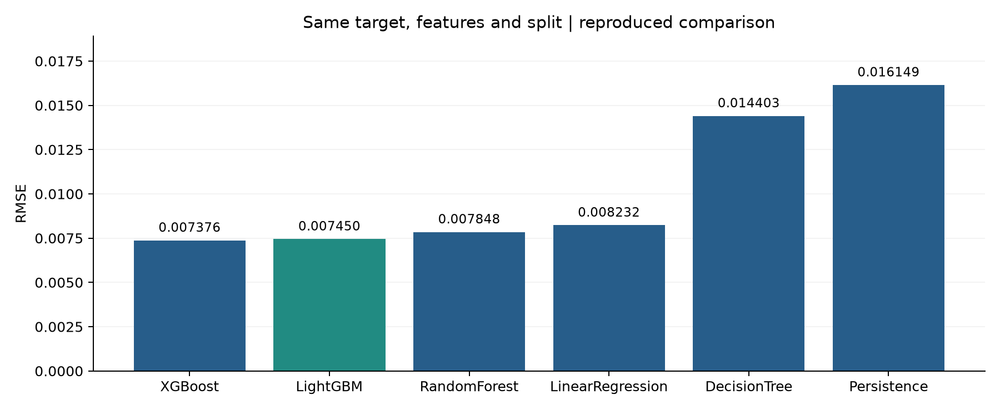 Same target, features and split | reproduced comparison
RMSE
0.0175
0.0150
0.0125
0.0100
0.0075
0.0050
0.0025
0.0000
0.007376
0.007450
0.007848
0.008232
0.014403
0.016149
XGBoost
LightGBM
RandomForest
LinearRegression
DecisionTree
Persistence